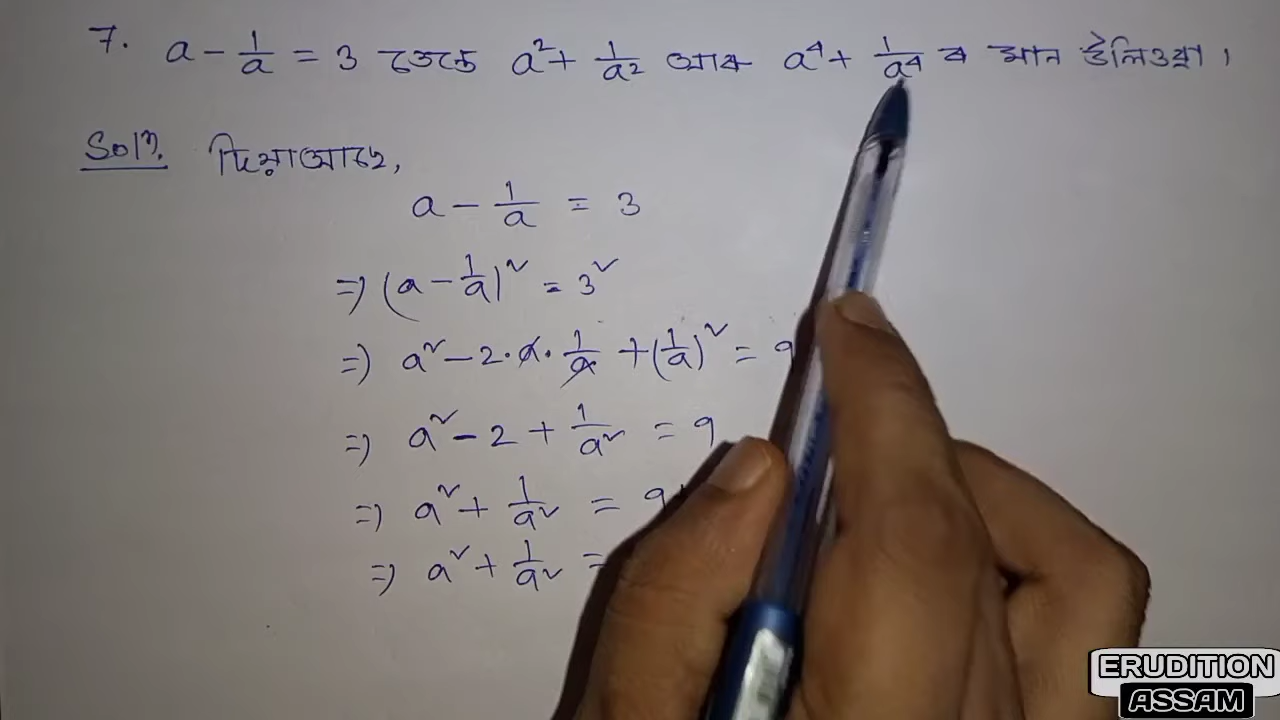 7. a - 1/a = 3 হেতে a² + 1/a² আৰু a⁴ + 1/a⁴ ৰ মান উলিওৱা।
Solⁿ. দিয়া আছে,
a - 1/a = 3
⇒ (a - 1/a)² = 3²
⇒ a² - 2·a·1/a + (1/a)² = 9
⇒ a² - 2 + 1/a² = 9
⇒ a² + 1/a² = 9
⇒ a² + 1/a² =
ERUDITION
ASSAM